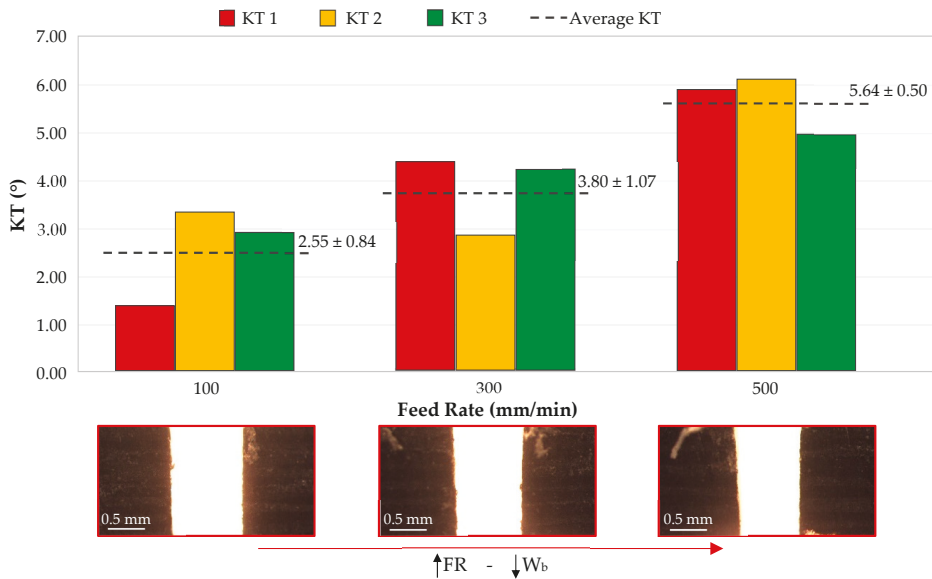 KT 1 KT 2 KT 3 Average KT
7.00
6.00
5.00
4.00
3.00
2.00
1.00
0.00
KT (°)
2.55 ± 0.84
3.80 ± 1.07
5.64 ± 0.50
100 300 500
Feed Rate (mm/min)
0.5 mm 0.5 mm 0.5 mm
↑FR - ↓Wb